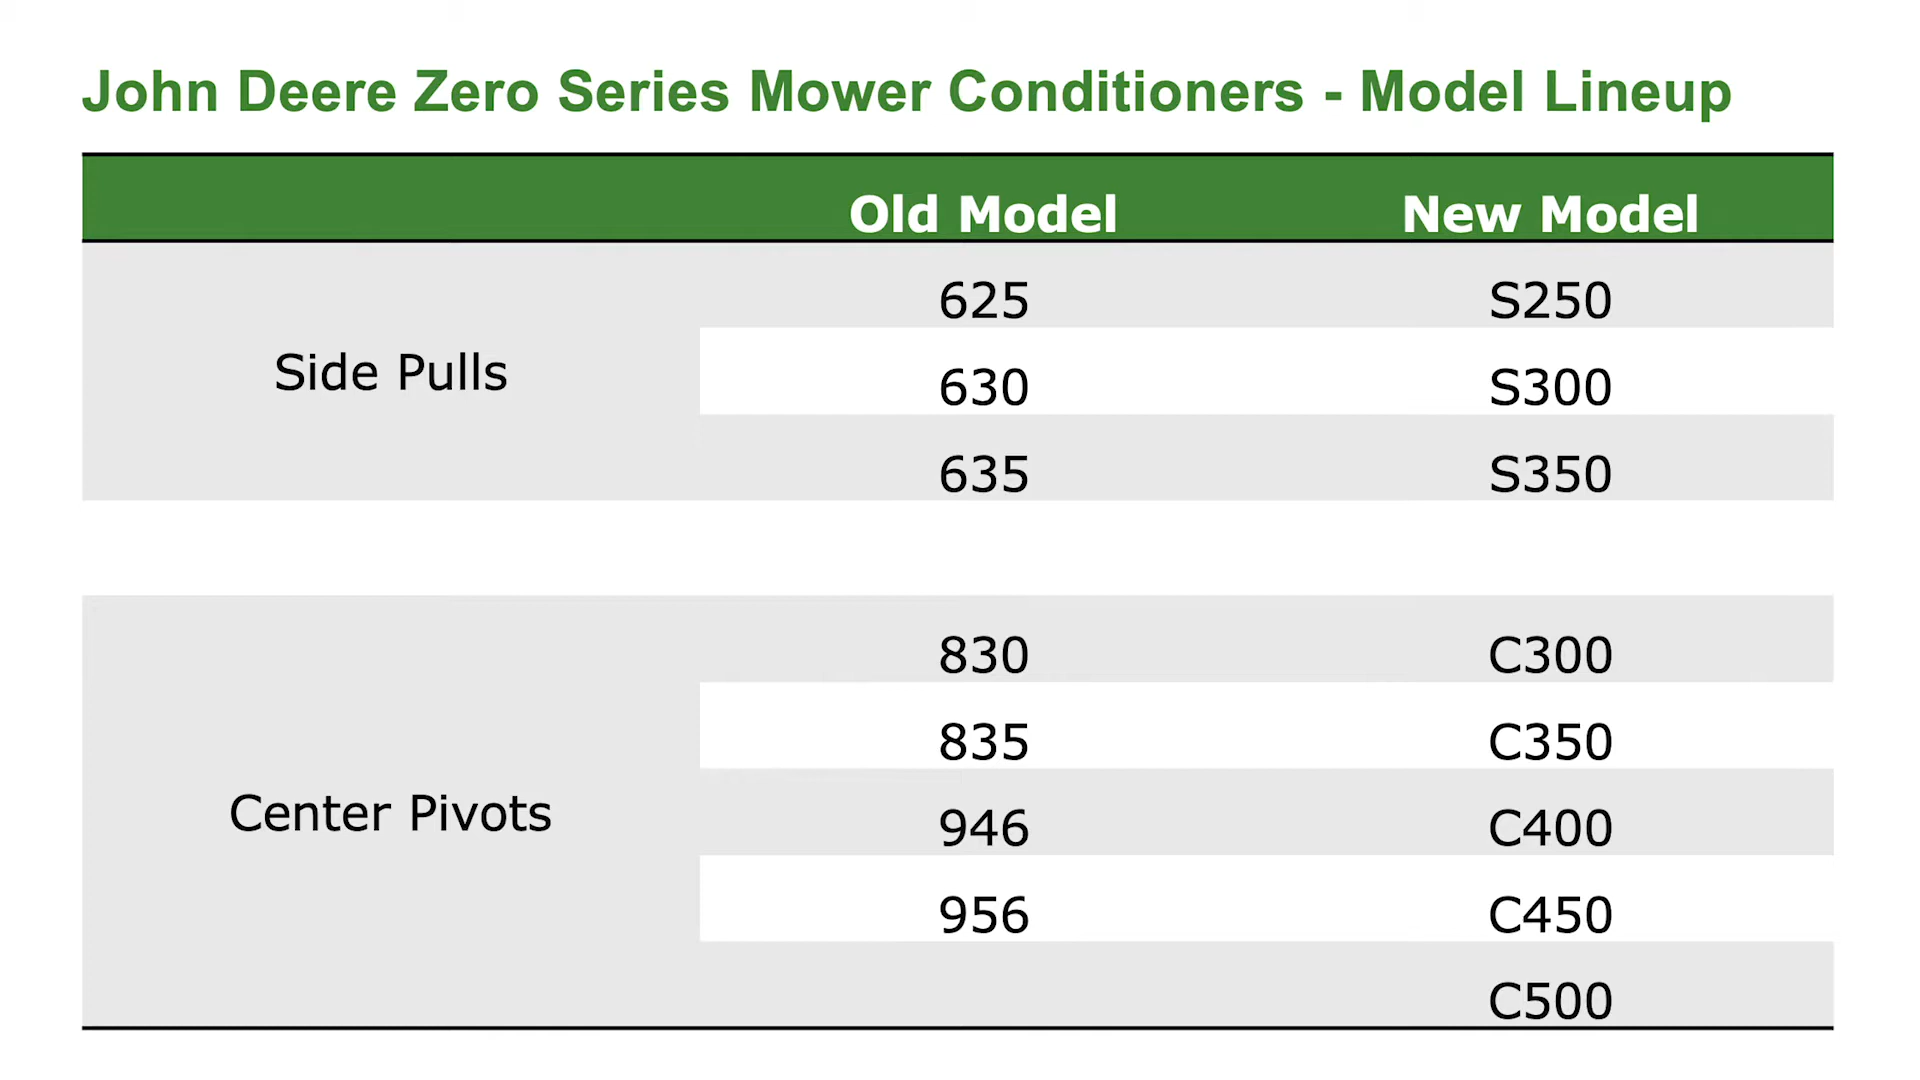 John Deere Zero Series Mower Conditioners - Model Lineup
Old Model New Model
625 S250
Side Pulls
630 S300
635 S350
830 C300
835 C350
Center Pivots
946 C400
956 C450
C500